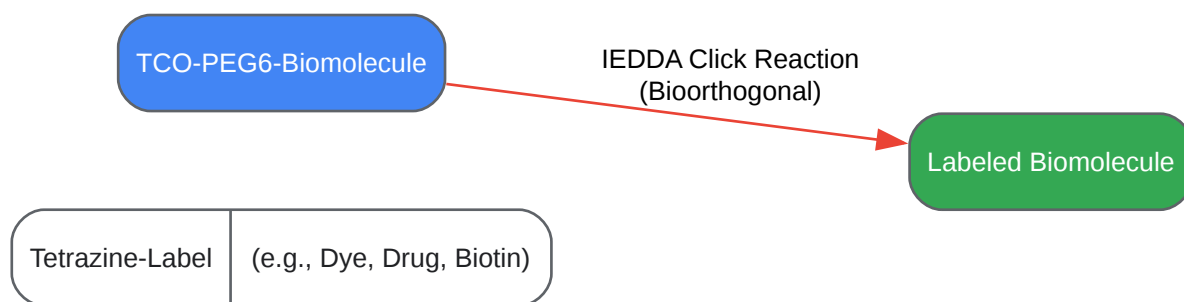 TCO-PEG6-Biomolecule
IEDDA Click Reaction
(Bioorthogonal)
Labeled Biomolecule
Tetrazine-Label
(e.g., Dye, Drug, Biotin)